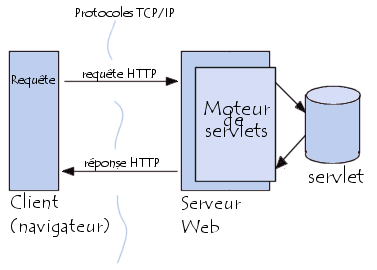 Protocoles TCP/IP
Requête
requête HTTP
Moteur
de
servlets
réponse HTTP
servlet
Client
(navigateur)
Serveur
Web